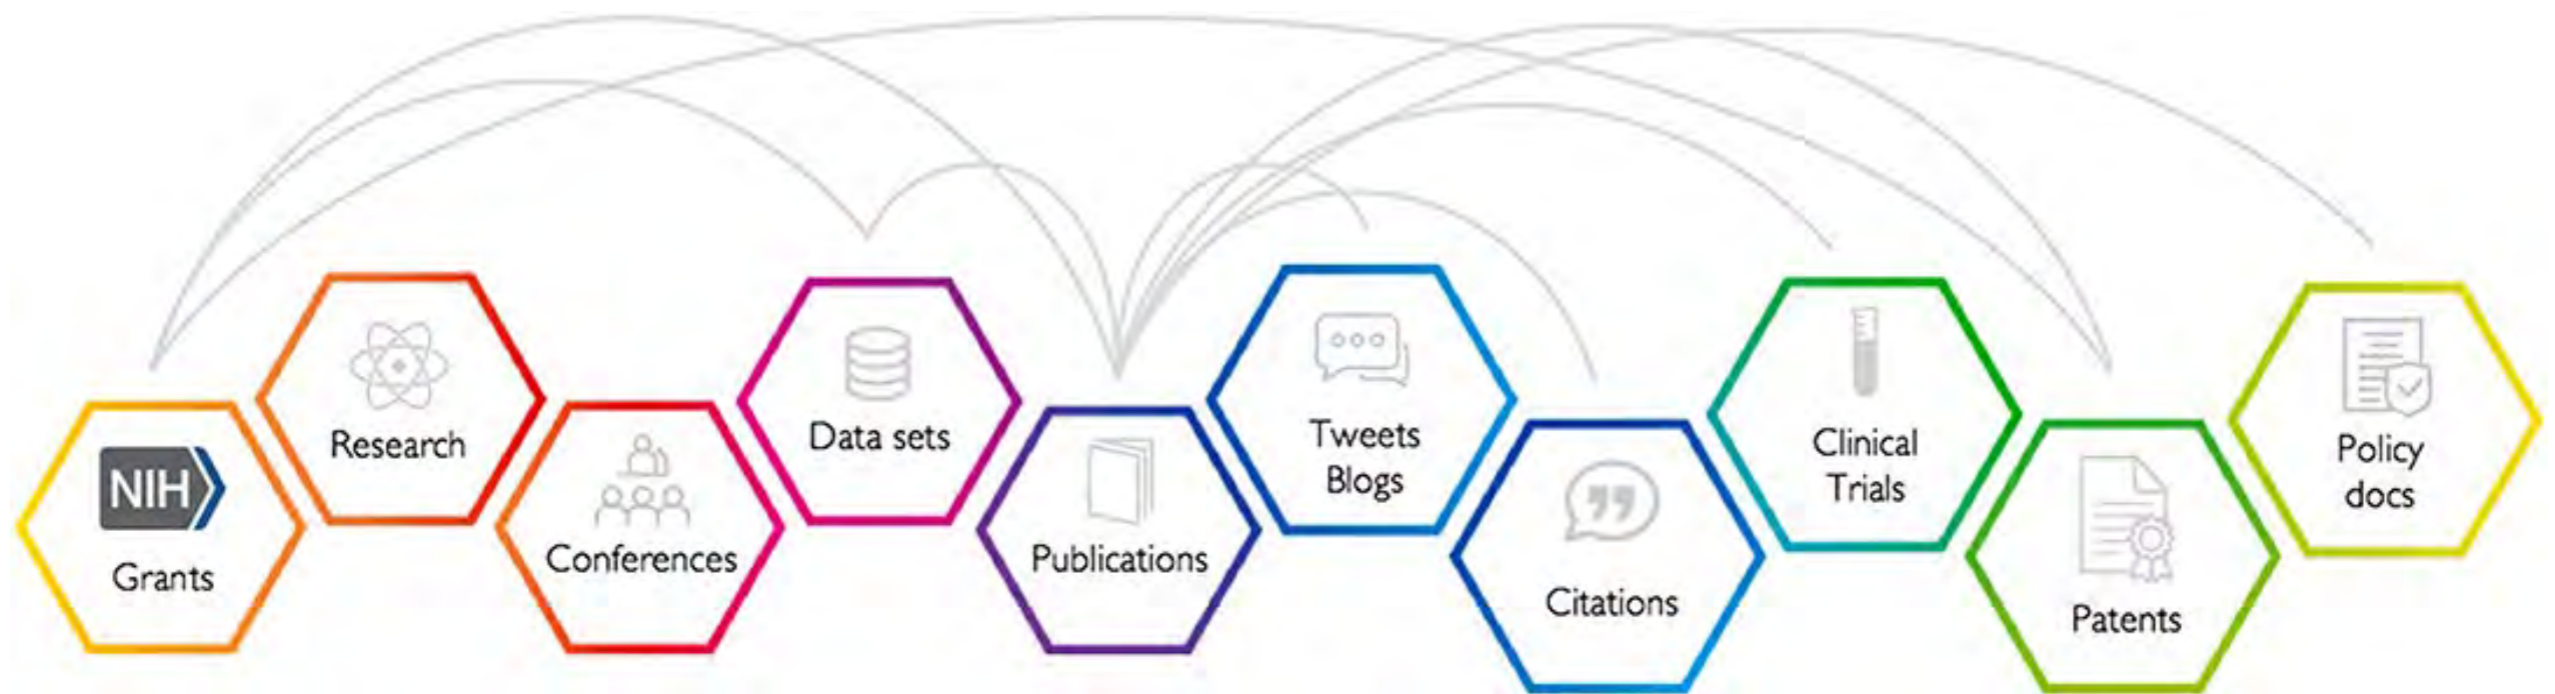 NIH
Grants
Research
Conferences
Data sets
Publications
Tweets
Blogs
Citations
Clinical
Trials
Patents
Policy
docs